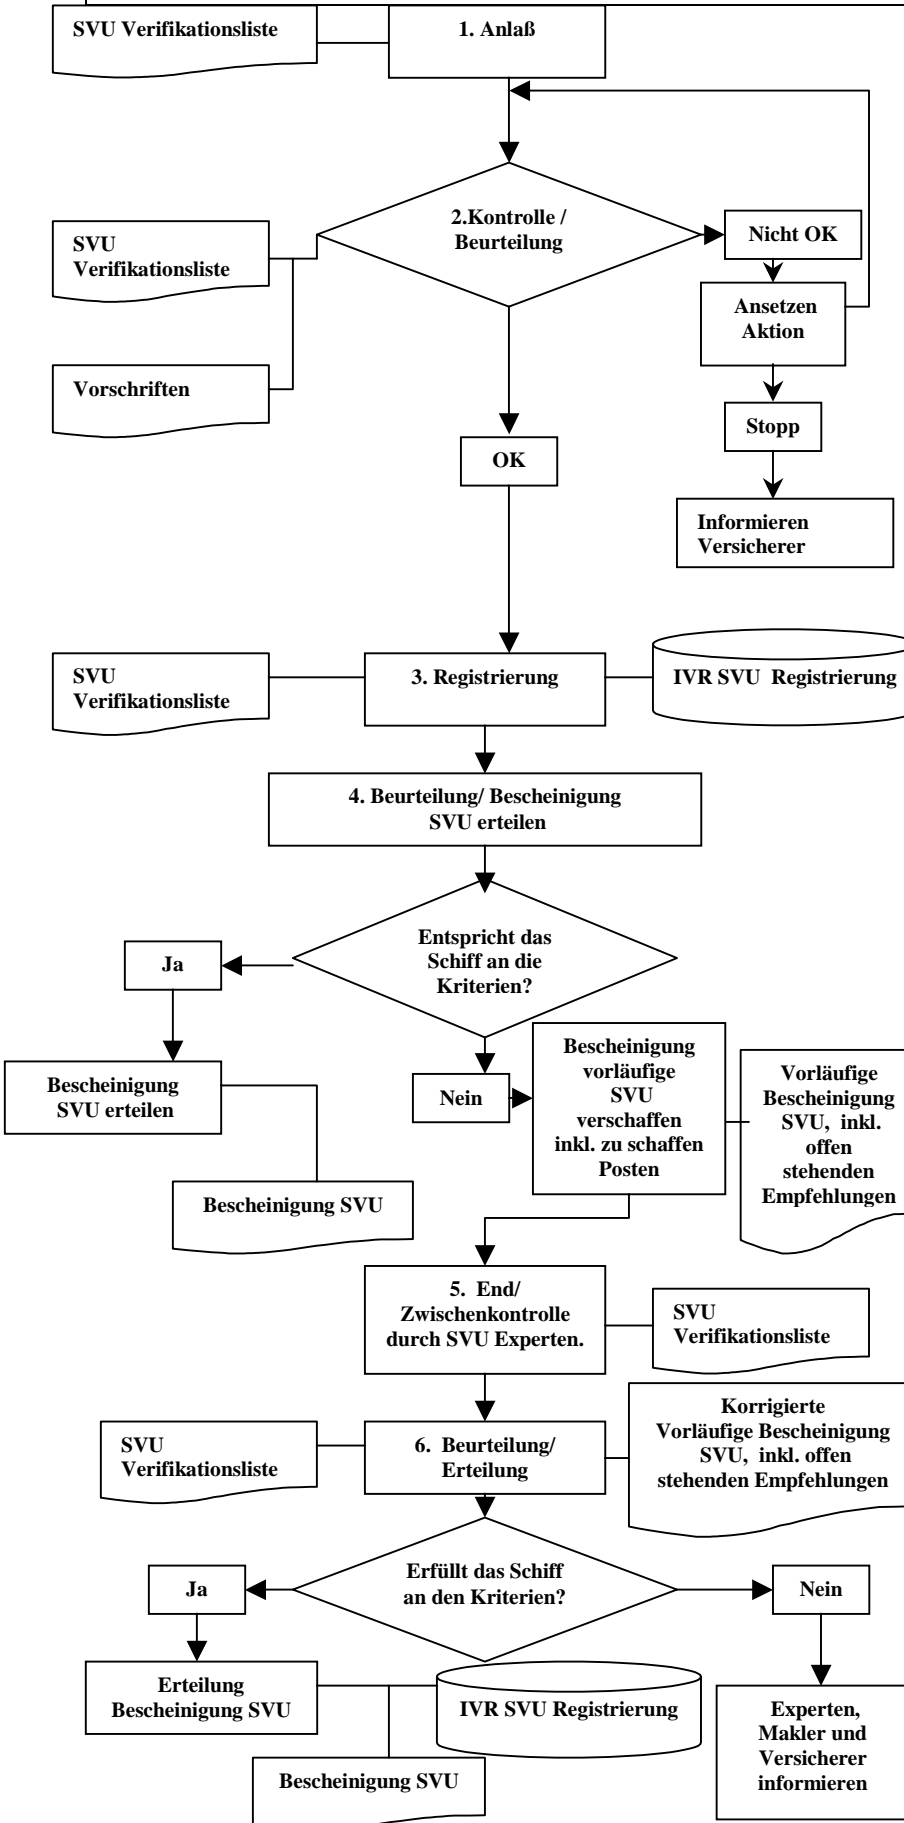 SVU Verifikationsliste
1. Anlaß
2.Kontrolle /
Beurteilung
Nicht OK
SVU
Verifikationsliste
Ansetzen
Aktion
Vorschriften
Stopp
OK
Informieren
Versicherer
SVU
Verifikationsliste
3. Registrierung
IVR SVU  Registrierung
4. Beurteilung/ Bescheinigung
SVU erteilen
Entspricht das
Schiff an die
Kriterien?
Ja
Bescheinigung
SVU erteilen
Nein
Bescheinigung
vorläufige
SVU
verschaffen
inkl. zu schaffen
Posten
Vorläufige
Bescheinigung
SVU,  inkl.
offen
stehenden
Empfehlungen
Bescheinigung SVU
5.  End/
Zwischenkontrolle
durch SVU Experten.
SVU
Verifikationsliste
SVU
Verifikationsliste
6.  Beurteilung/
Erteilung
Korrigierte
Vorläufige Bescheinigung
SVU,  inkl. offen
stehenden Empfehlungen
Erfüllt das Schiff
an den Kriterien?
Ja
Nein
Erteilung
Bescheinigung SVU
IVR SVU Registrierung
Experten,
Makler und
Versicherer
informieren
Bescheinigung SVU